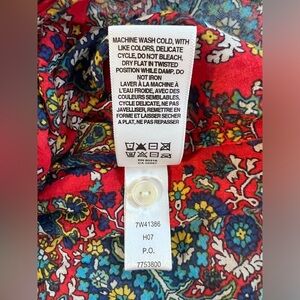 MACHINE WASH COLD, WITH
LIKE COLORS, DELICATE
CYCLE, DO NOT BLEACH,
DRY FLAT IN TWISTED
POSITION WHILE DAMP, DO
NOT IRON
LAVER À LA MACHINE À
L'EAU FROIDE, AVEC DES
COULEURS SEMBLABLES,
CYCLE DELICATE, NE PAS
JAVELLISER, REMETTRE EN
FORME ET LAISSER SECHER
À PLAT, NE PAS REPASSER
7W41386
H07
P.O.
7753800